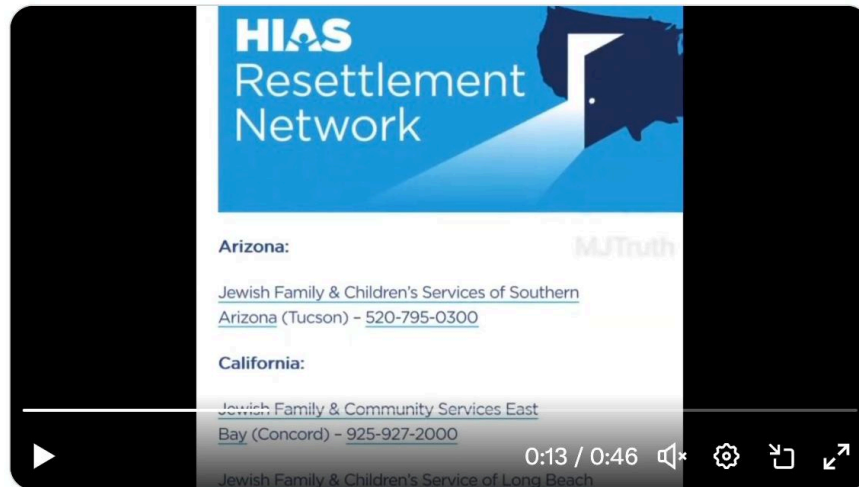 HIAS
Resettlement
Network
MJTruth
Arizona:
Jewish Family & Children's Services of Southern
Arizona (Tucson) – 520-795-0300
California:
Jewish Family & Community Services East
Bay (Concord) – 925-927-2000
0:13 / 0:46
Jewish Family & Children's Service of Long Beach